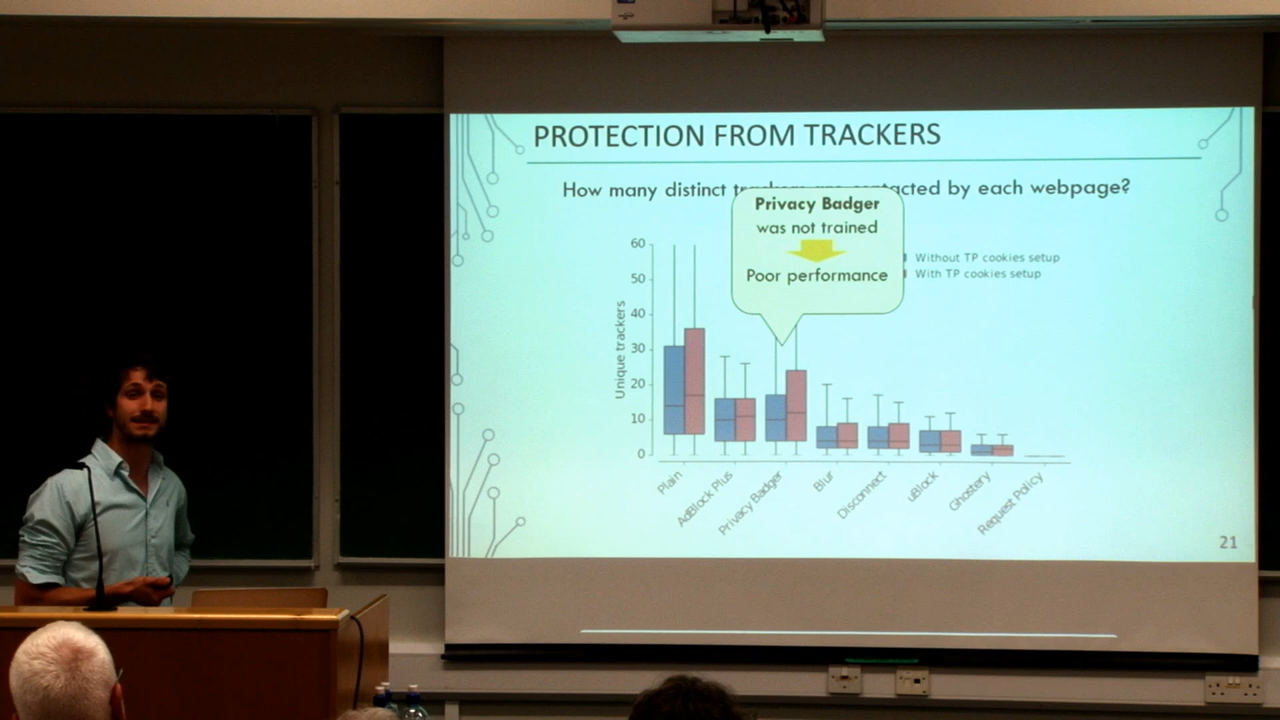 PROTECTION FROM TRACKERS
How many distinct trackers are contacted by each webpage?
Privacy Badger
was not trained
Poor performance
Without TP cookies setup
With TP cookies setup
Unique trackers
60
50
40
30
20
10
0
Plain
AdBlock Plus
Privacy Badger
Blur
Disconnect
uBlock
Ghostery
Request Policy
21